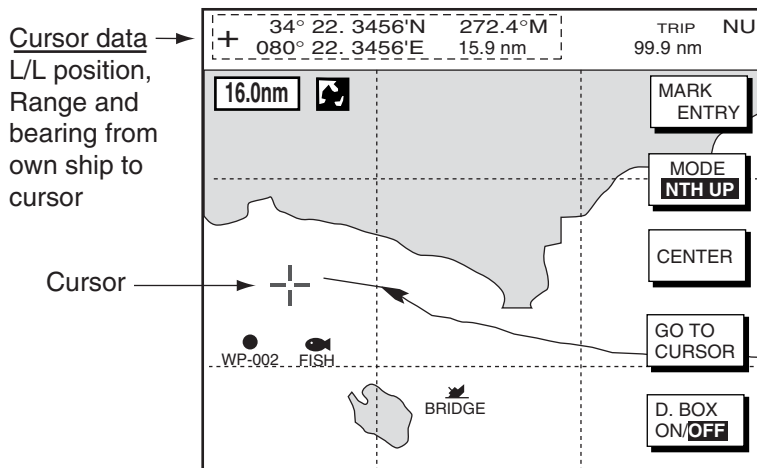 Cursor data
L/L position,
Range and
bearing from
own ship to
cursor
Cursor
+ 34° 22. 3456'N 272.4°M
080° 22. 3456'E 15.9 nm
TRIP NU
99.9 nm
16.0nm
MARK
ENTRY
MODE
NTH UP
CENTER
GO TO
CURSOR
D. BOX
ON/OFF
WP-002 FISH
BRIDGE